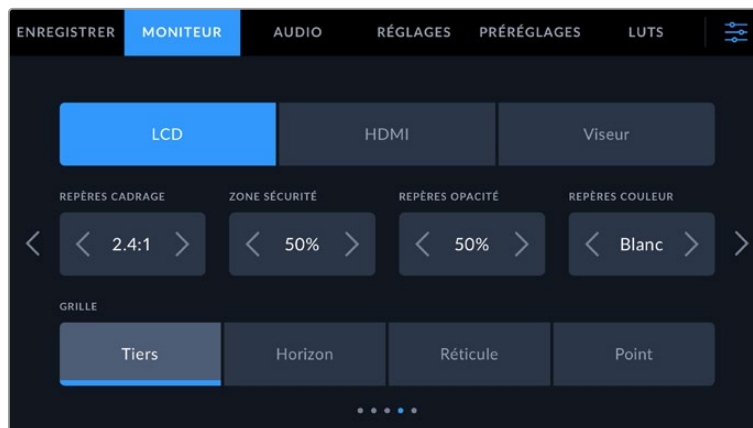 ENREGISTRER MONITEUR AUDIO RÉGLAGES PRÉRÉGLAGES LUTS
LCD HDMI Viseur
REPÈRES CADRAGE ZONE SÉCURITÉ REPÈRES OPACITÉ REPÈRES COULEUR
2.4:1 50% 50% Blanc
GRILLE
Tiers Horizon Réticule Point